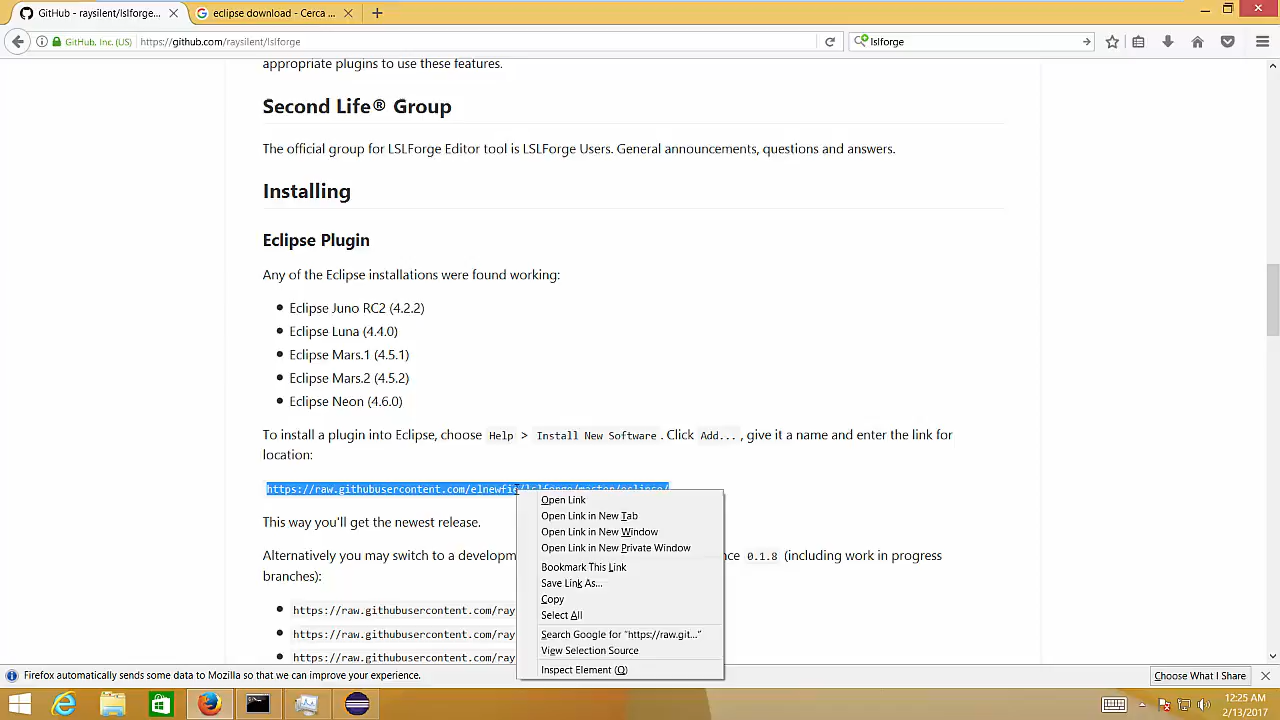 GitHub - raysilent/lslforge...
eclipse download - Cerca ...
GitHub, Inc. (US)
https://github.com/raysilent/lslforge
lslforge
appropriate plugins to use these features.
Second Life® Group
The official group for LSLForge Editor tool is LSLForge Users. General announcements, questions and answers.
Installing
Eclipse Plugin
Any of the Eclipse installations were found working:
Eclipse Juno RC2 (4.2.2)
Eclipse Luna (4.4.0)
Eclipse Mars.1 (4.5.1)
Eclipse Mars.2 (4.5.2)
Eclipse Neon (4.6.0)
To install a plugin into Eclipse, choose Help > Install New Software. Click Add..., give it a name and enter the link for
location:
https://raw.githubusercontent.com/elnewfie/lslforge/master/eclipse/
This way you'll get the newest release.
Alternatively you may switch to a developm
nce 0.1.8 (including work in progress
branches):
https://raw.githubusercontent.com/ray
https://raw.githubusercontent.com/ray
https://raw.githubusercontent.com/ray
Open Link
Open Link in New Tab
Open Link in New Window
Open Link in New Private Window
Bookmark This Link
Save Link As...
Copy
Select All
Search Google for “https://raw.git...”
View Selection Source
Inspect Element (Q)
Firefox automatically sends some data to Mozilla so that we can improve your experience.
Choose What I Share
12:25 AM
2/13/2017